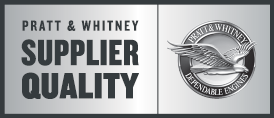 PRATT & WHITNEY
SUPPLIER
QUALITY
PRATT & WHITNEY
DEPENDABLE ENGINES